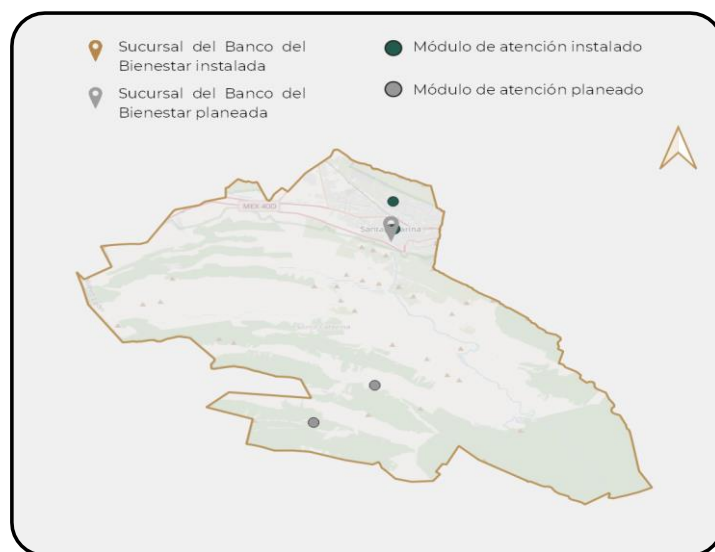 Sucursal del Banco del
Bienestar instalada
Sucursal del Banco del
Bienestar planeada
Módulo de atención instalado
Módulo de atención planeado
MEX 40D